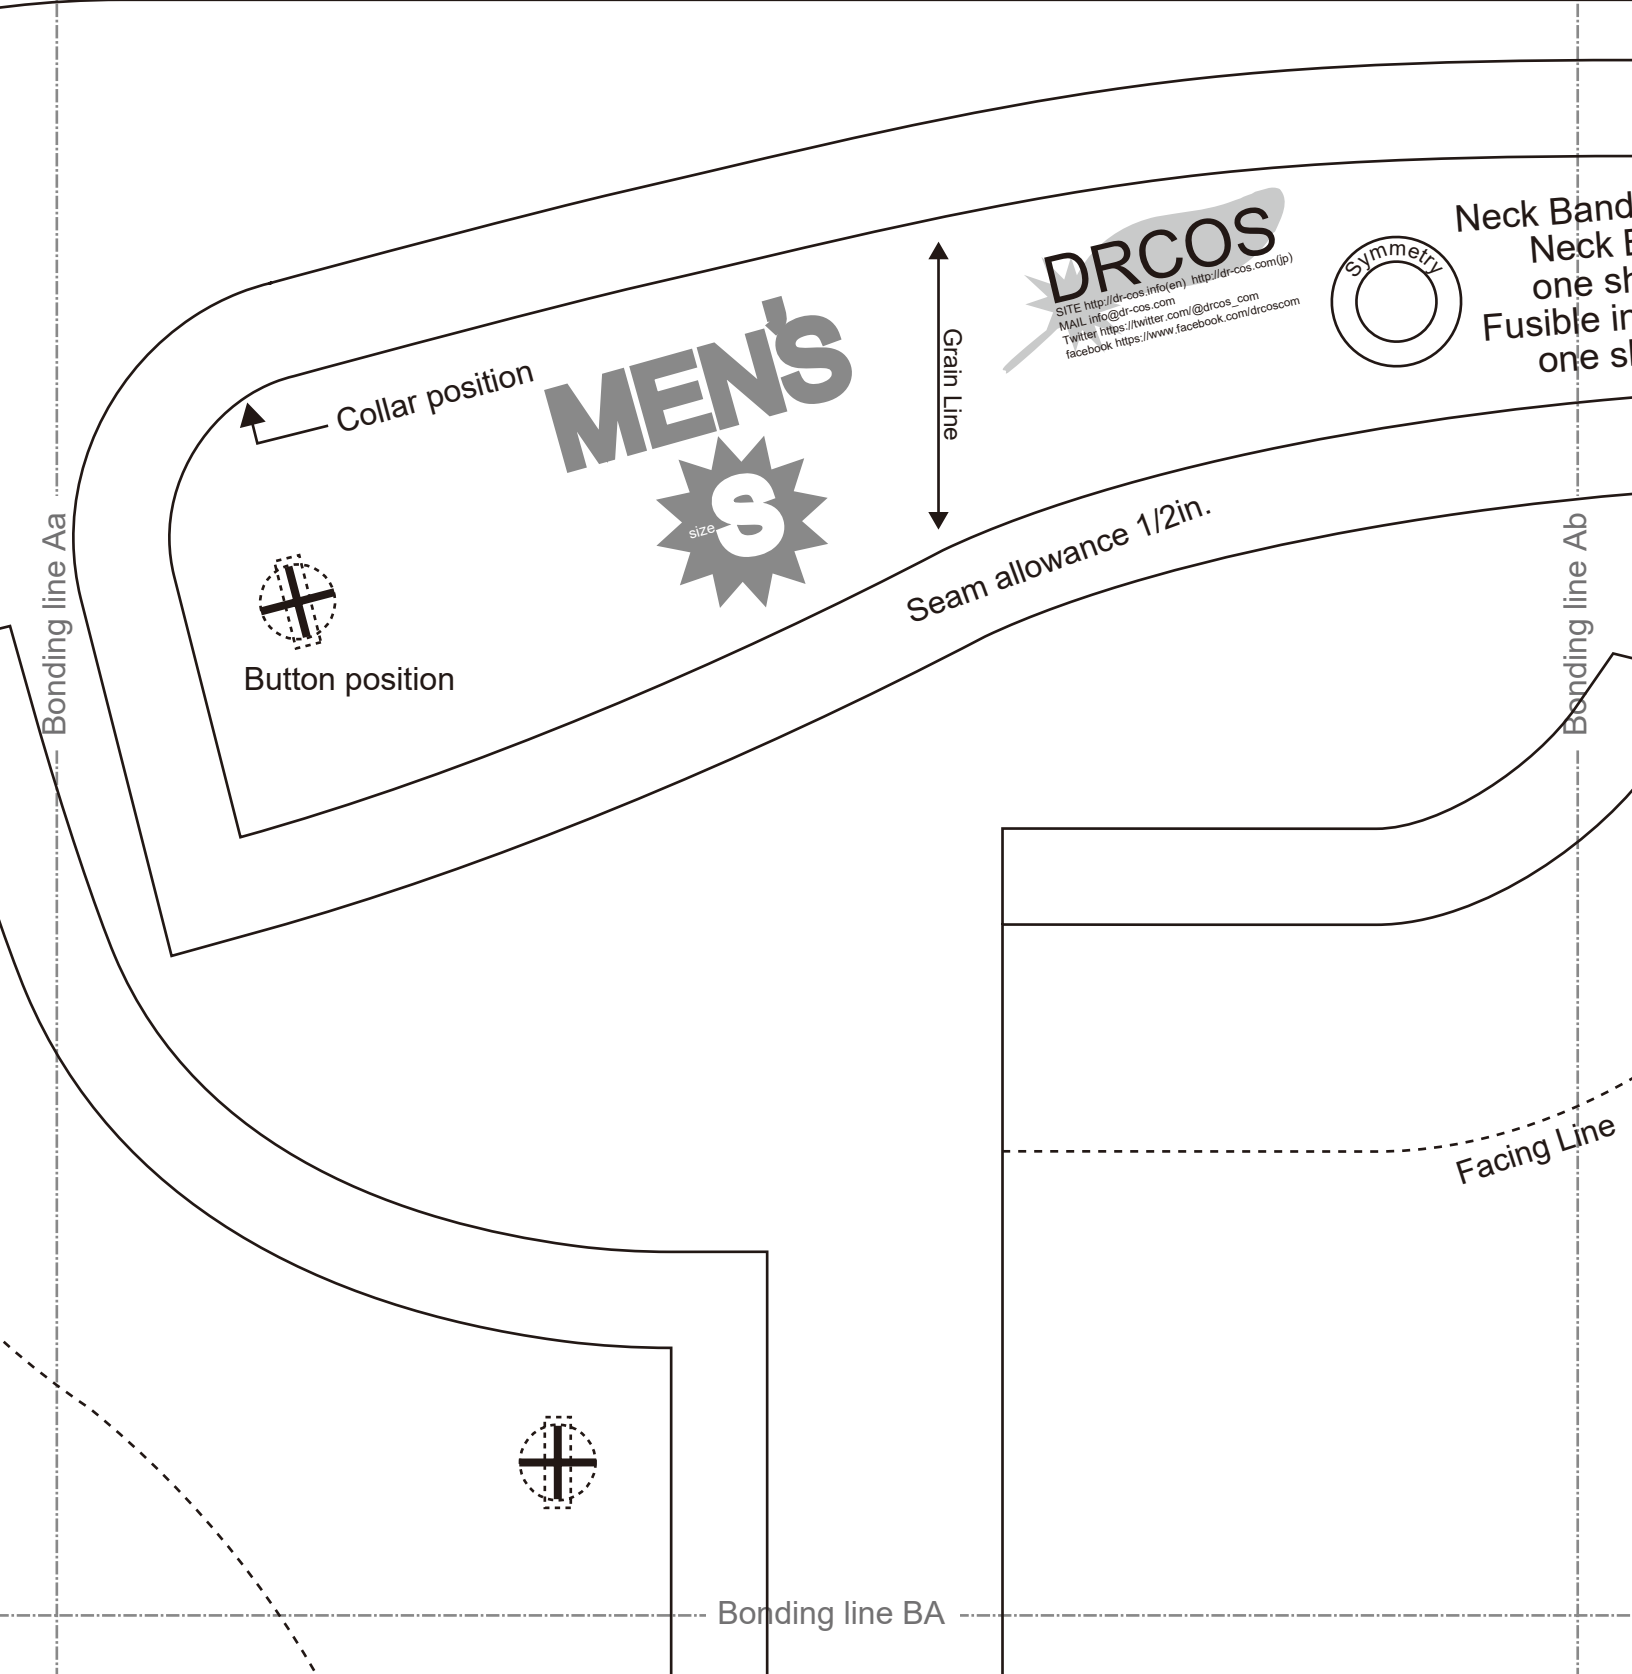 Neck Band
Neck
one
Fusible
one
Symmetry
DRCOS
SITE http://dr-cos.info(en) http://dr-cos.com(jp)
MAIL info@dr-cos.com
Twitter https://twitter.com/@drcos_com
facebook https://www.facebook.com/drcoscom
Grain Line
MEN'S
size S
Collar position
Seam allowance 1/2in.
Button position
Bonding line Aa
Bonding line Ab
Facing Line
Bonding line BA